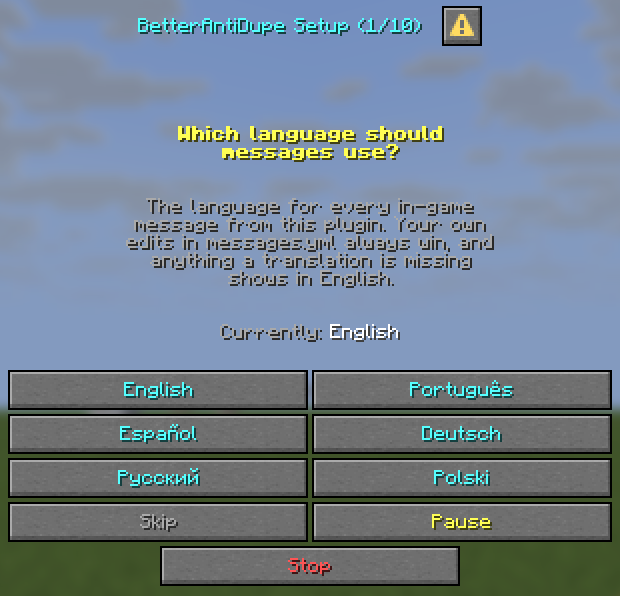 BetterAntiDupe Setup (1/10)
Which language should
messages use?
The language for every in-game
message from this plugin. Your own
edits in messages.yml always win, and
anything a translation is missing
shows in English.
Currently: English
English
Português
Español
Deutsch
Русский
Polski
Skip
Pause
Stop